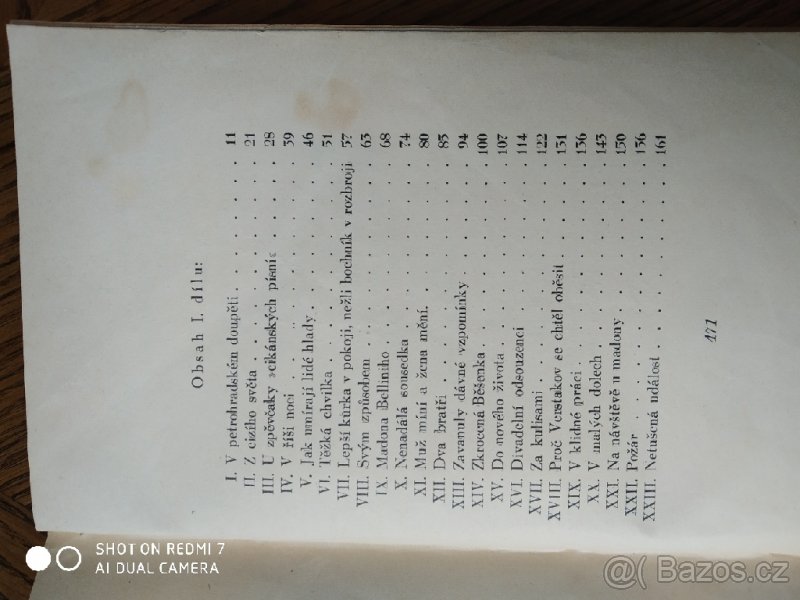 Obsah I. dílu:
I. V petrohradském doupěti . . . . . . . 11
II. Z cizího světa . . . . . . . . . . 21
III. U zpěvčaky »cikánských písní« . . . . 28
IV. V říši noci . . . . . . . . . . . 39
V. Jak umírají lidé hlady . . . . . . . . 46
VI. Těžká chvilka . . . . . . . . . . 51
VII. Lepší kůrka v pokoji, nežli bochník v rozbroji 57
VIII. Svým způsobem . . . . . . . . . . 63
IX. Madona Belliniho . . . . . . . . . 68
X. Nenadálá sousedka . . . . . . . . 74
XI. Muž míní a žena mění . . . . . . . 80
XII. Dva bratři . . . . . . . . . . . 85
XIII. Zavanuly dávné vzpomínky . . . . . 94
XIV. Zkrocená Běšenka . . . . . . . . . 100
XV. Do nového života . . . . . . . . . 107
XVI. Divadelní odsouzenci . . . . . . . . 114
XVII. Za kulisami . . . . . . . . . . . 122
XVIII. Proč Verstakov se chtěl oběsit . . . . . 131
XIX. V klidné práci . . . . . . . . . . 136
XX. V malých dolech . . . . . . . . . 143
XXI. Na návštěvě u madony . . . . . . . 150
XXII. Požár . . . . . . . . . . . . . 156
XXIII. Netušená událost . . . . . . . . . 161
471
SHOT ON REDMI 7
AI DUAL CAMERA
@( Bazos.cz